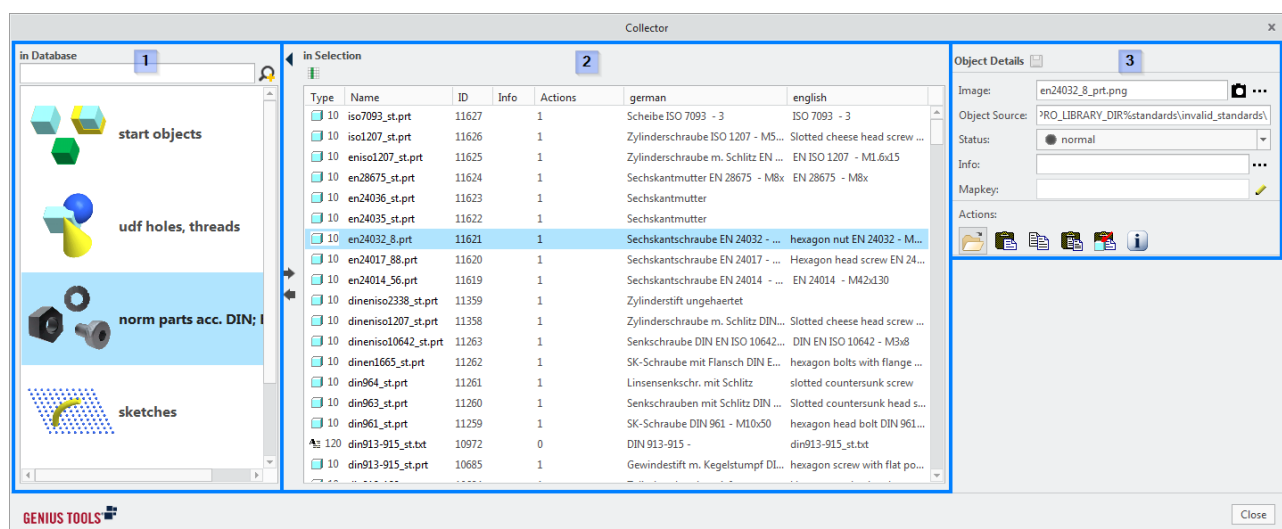 Collector x
in Database
1
start objects
udf holes, threads
norm parts acc. DIN; I
sketches
in Selection
2
Type Name ID Info Actions german english
10 iso7093_st.prt 11627 1 Scheibe ISO 7093 - 3 ISO 7093 - 3
10 iso1207_st.prt 11626 1 Zylinderschraube ISO 1207 - M5... Slotted cheese head screw ...
10 eniso1207_st.prt 11625 1 Zylinderschraube m. Schlitz EN ... EN ISO 1207 - M1.6x15
10 en28675_st.prt 11624 1 Sechskantmutter EN 28675 - M8x EN 28675 - M8x
10 en24036_st.prt 11623 1 Sechskantmutter
10 en24035_st.prt 11622 1 Sechskantmutter
10 en24032_8.prt 11621 1 Sechskantschraube EN 24032 - ... hexagon nut EN 24032 - M...
10 en24017_88.prt 11620 1 Sechskantschraube EN 24017 - ... Hexagon head screw EN 24...
10 en24014_56.prt 11619 1 Sechskantschraube EN 24014 - ... EN 24014 - M42x130
10 dineniso2338_st.prt 11359 1 Zylinderstift ungehaertet
10 dineniso1207_st.prt 11358 1 Zylinderschraube m. Schlitz DIN... Slotted cheese head screw ...
10 dineniso10642_st.prt 11263 1 Senkschraube DIN EN ISO 10642... DIN EN ISO 10642 - M3x8
10 dinen1665_st.prt 11262 1 SK-Schraube mit Flansch DIN E... hexagon bolts with flange ...
10 din964_st.prt 11261 1 Linsensenkschr. mit Schlitz slotted countersunk screw
10 din963_st.prt 11260 1 Senkschrauben mit Schlitz DIN ... Slotted countersunk head s...
10 din961_st.prt 11259 1 SK-Schraube DIN 961 - M10x50 hexagon head bolt DIN 961...
120 din913-915_st.txt 10972 0 DIN 913-915 - din913-915_st.txt
10 din913-915_st.prt 10685 1 Gewindestift m. Kegelstumpf DI... hexagon screw with flat po...
Object Details
3
Image: en24032_8_prt.png
Object Source: PRO_LIBRARY_DIR%standards\invalid_standards\
Status: normal
Info:
Mapkey:
Actions:
GENIUS TOOLS
Close